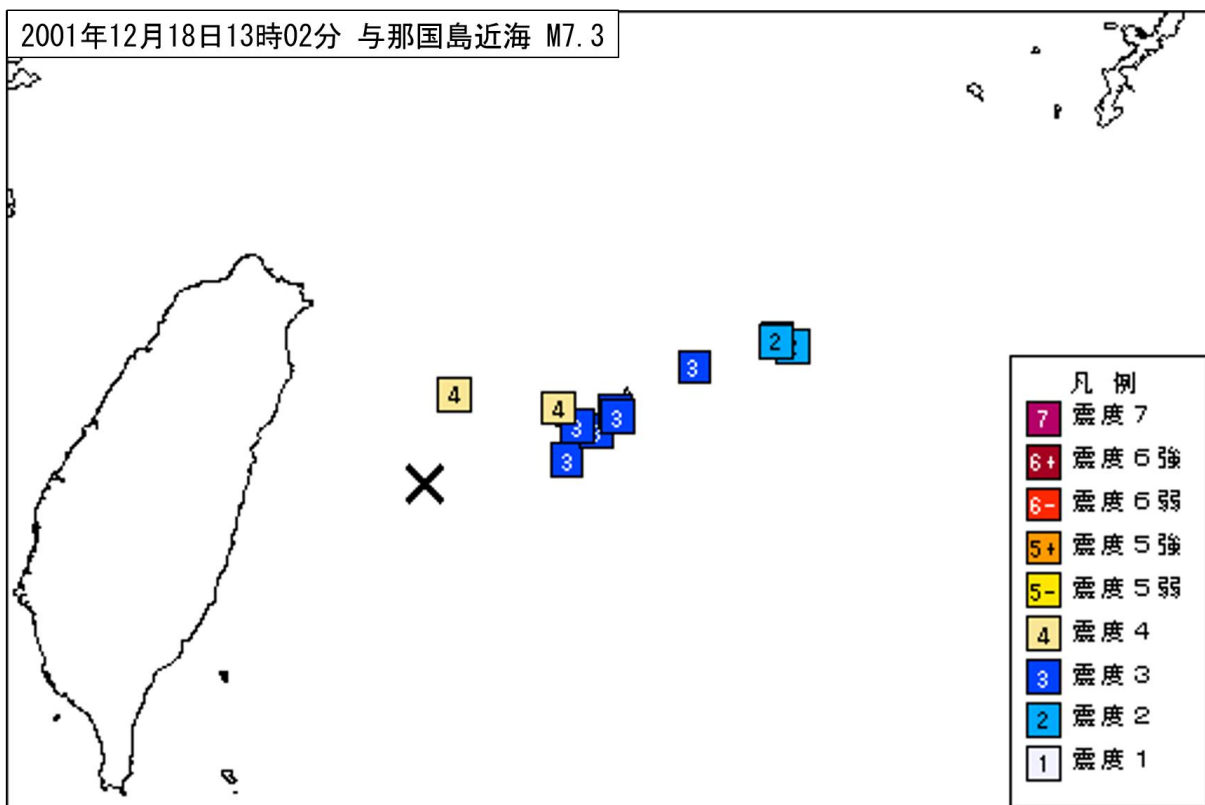 2001年12月18日13時02分 与那国島近海 M7.3
2
3
4
4
3
3
3
凡 例
7 震度７
6+ 震度６強
6- 震度６弱
5+ 震度５強
5- 震度５弱
4 震度４
3 震度３
2 震度２
1 震度１